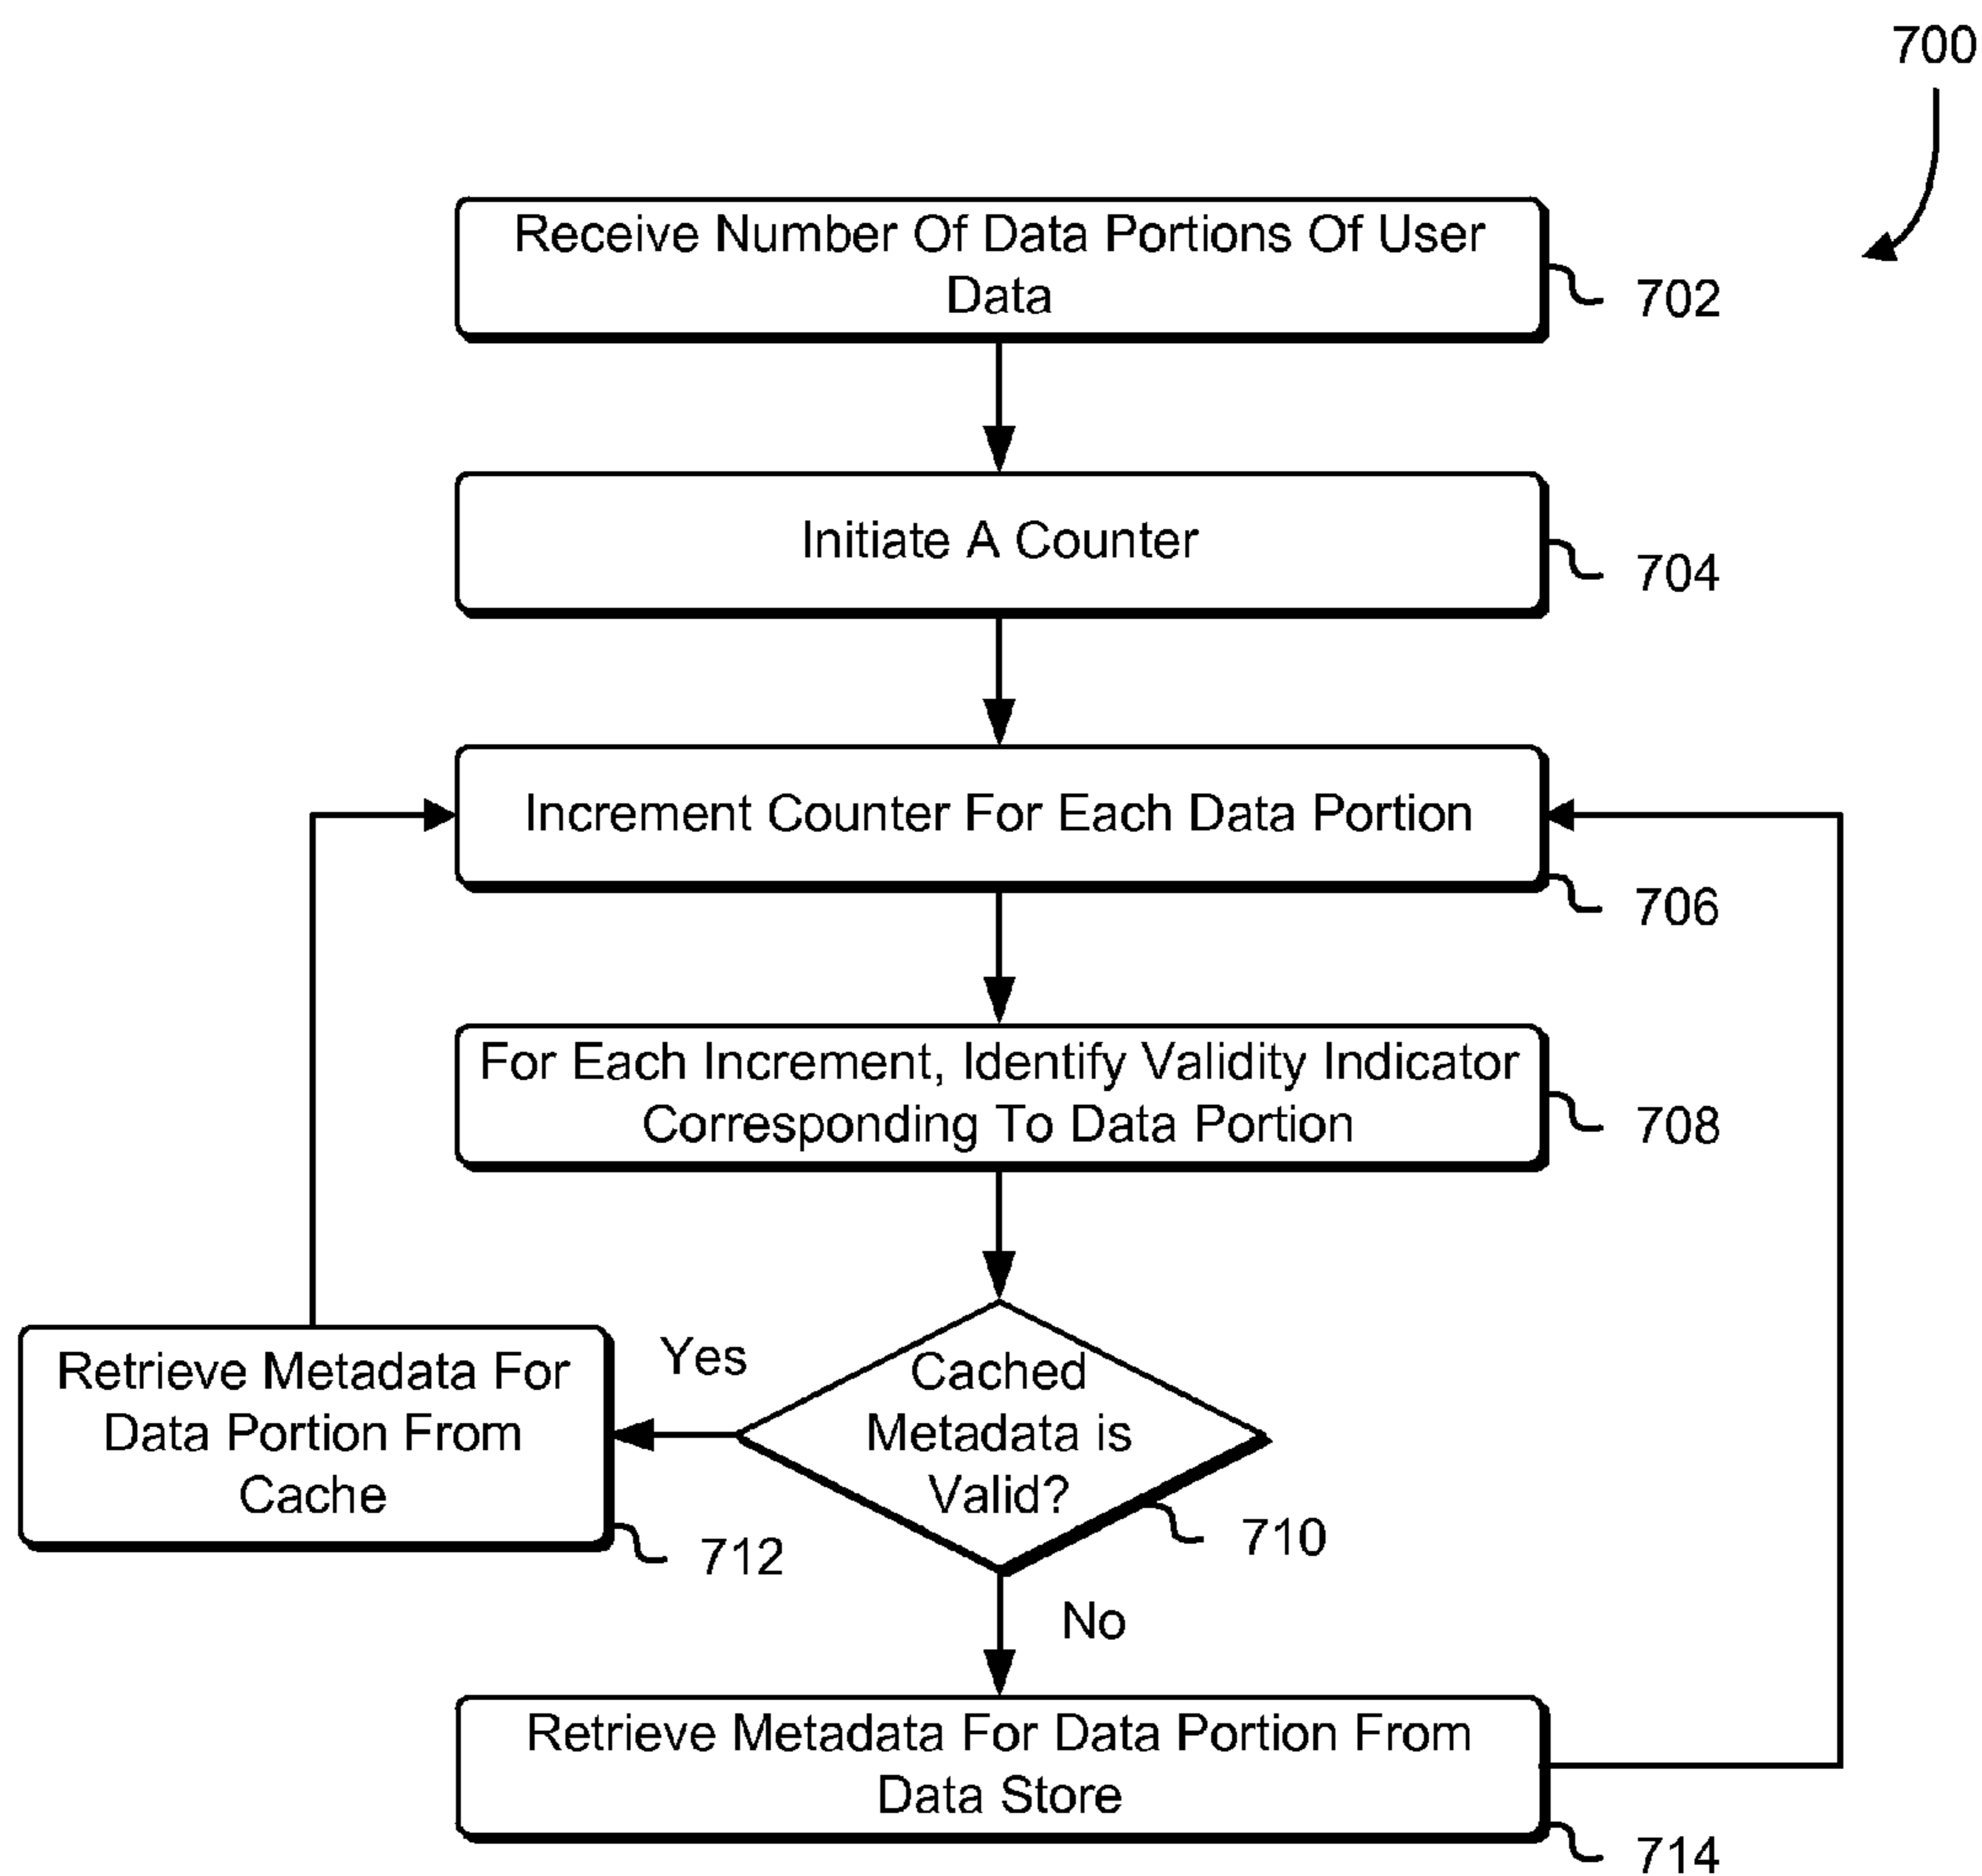 700
Receive Number Of Data Portions Of User
Data
702
Initiate A Counter
704
Increment Counter For Each Data Portion
706
For Each Increment, Identify Validity Indicator
Corresponding To Data Portion
708
Cached
Metadata is
Valid?
710
Yes
Retrieve Metadata For
Data Portion From
Cache
712
No
Retrieve Metadata For Data Portion From
Data Store
714